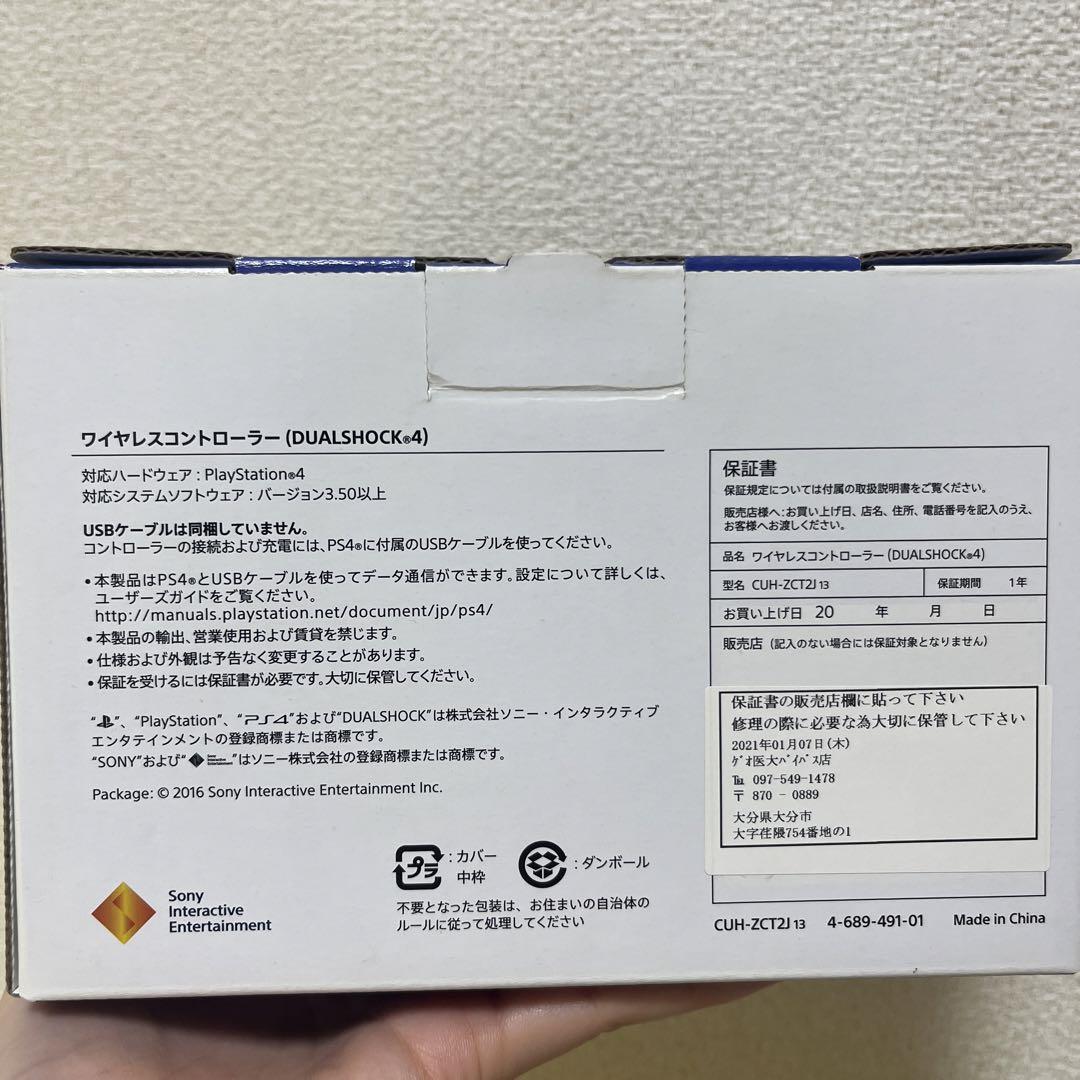 ワイヤレスコントローラー(DUALSHOCK®4)
対応ハードウェア：PlayStation®4
対応システムソフトウェア：バージョン3.50以上
USBケーブルは同梱していません。
コントローラーの接続および充電には、PS4®に付属のUSBケーブルを使ってください。
・本製品はPS4®とUSBケーブルを使ってデータ通信ができます。設定について詳しくは、
ユーザーズガイドをご覧ください。
http://manuals.playstation.net/document/jp/ps4/
・本製品の輸出、営業使用および賃貸を禁じます。
・仕様および外観は予告なく変更することがあります。
・保証を受けるには保証書が必要です。大切に保管してください。
“ ”、“PlayStation”、“PS4”および“DUALSHOCK”は株式会社ソニー・インタラクティブ
エンタテインメントの登録商標または商標です。
“SONY”および“ Sony Interactive Entertainment”はソニー株式会社の登録商標または商標です。
Package: © 2016 Sony Interactive Entertainment Inc.
プラ：カバー
中枠
：ダンボール
不要となった包装は、お住まいの自治体の
ルールに従って処理してください
Sony
Interactive
Entertainment
保証書
保証規定については付属の取扱説明書をご覧ください。
販売店様へ：お買い上げ日、店名、住所、電話番号を記入のうえ、
お客様へお渡しください。
品名 ワイヤレスコントローラー(DUALSHOCK®4)
型名 CUH-ZCT2J 13 保証期間 1年
お買い上げ日 20 年 月 日
販売店 (記入のない場合には保証対象となりません)
保証書の販売店欄に貼って下さい
修理の際に必要な為大切に保管して下さい
2021年01月07日(木)
ｹﾞｵ医大ﾊﾞｲﾊﾟｽ店
℡ 097-549-1478
〒 870 - 0889
大分県大分市
大字荏隈754番地の1
CUH-ZCT2J 13 4-689-491-01 Made in China